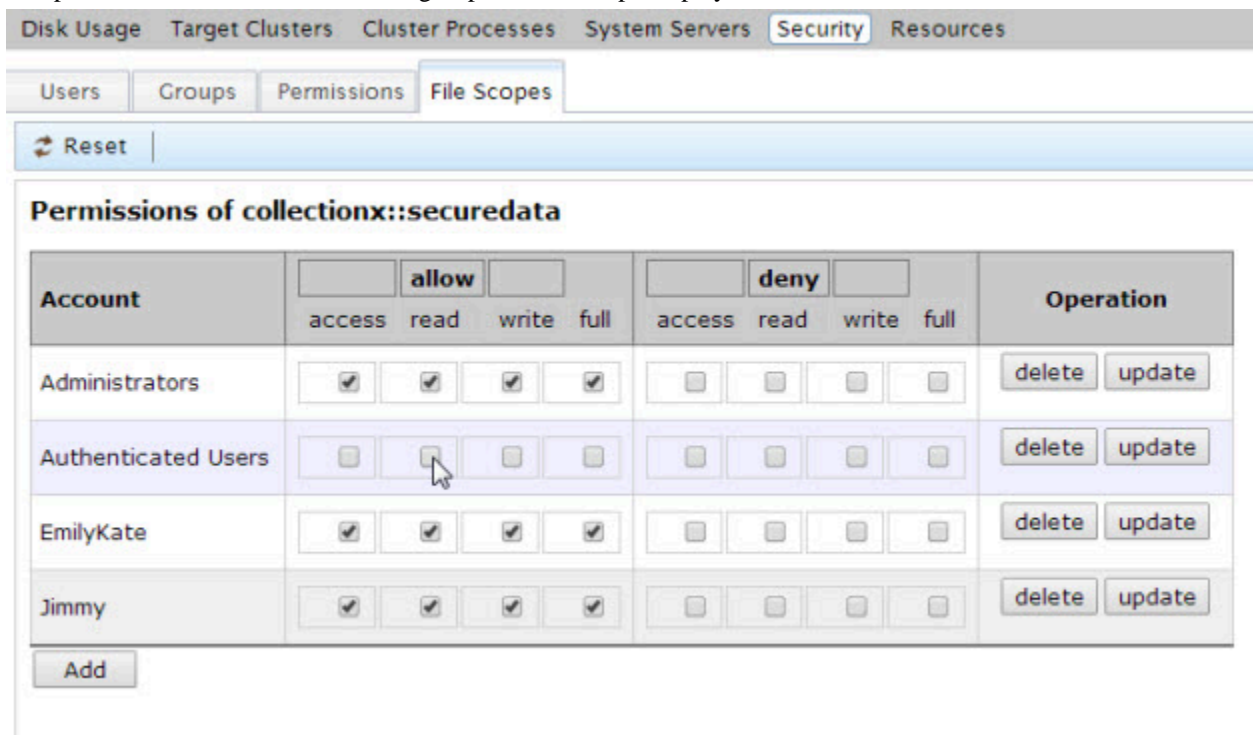 Disk Usage Target Clusters Cluster Processes System Servers Security Resources
Users Groups Permissions File Scopes
Reset
Permissions of collectionx::securedata
Account allow deny Operation
access read write full access read write full
Administrators delete update
Authenticated Users delete update
EmilyKate delete update
Jimmy delete update
Add